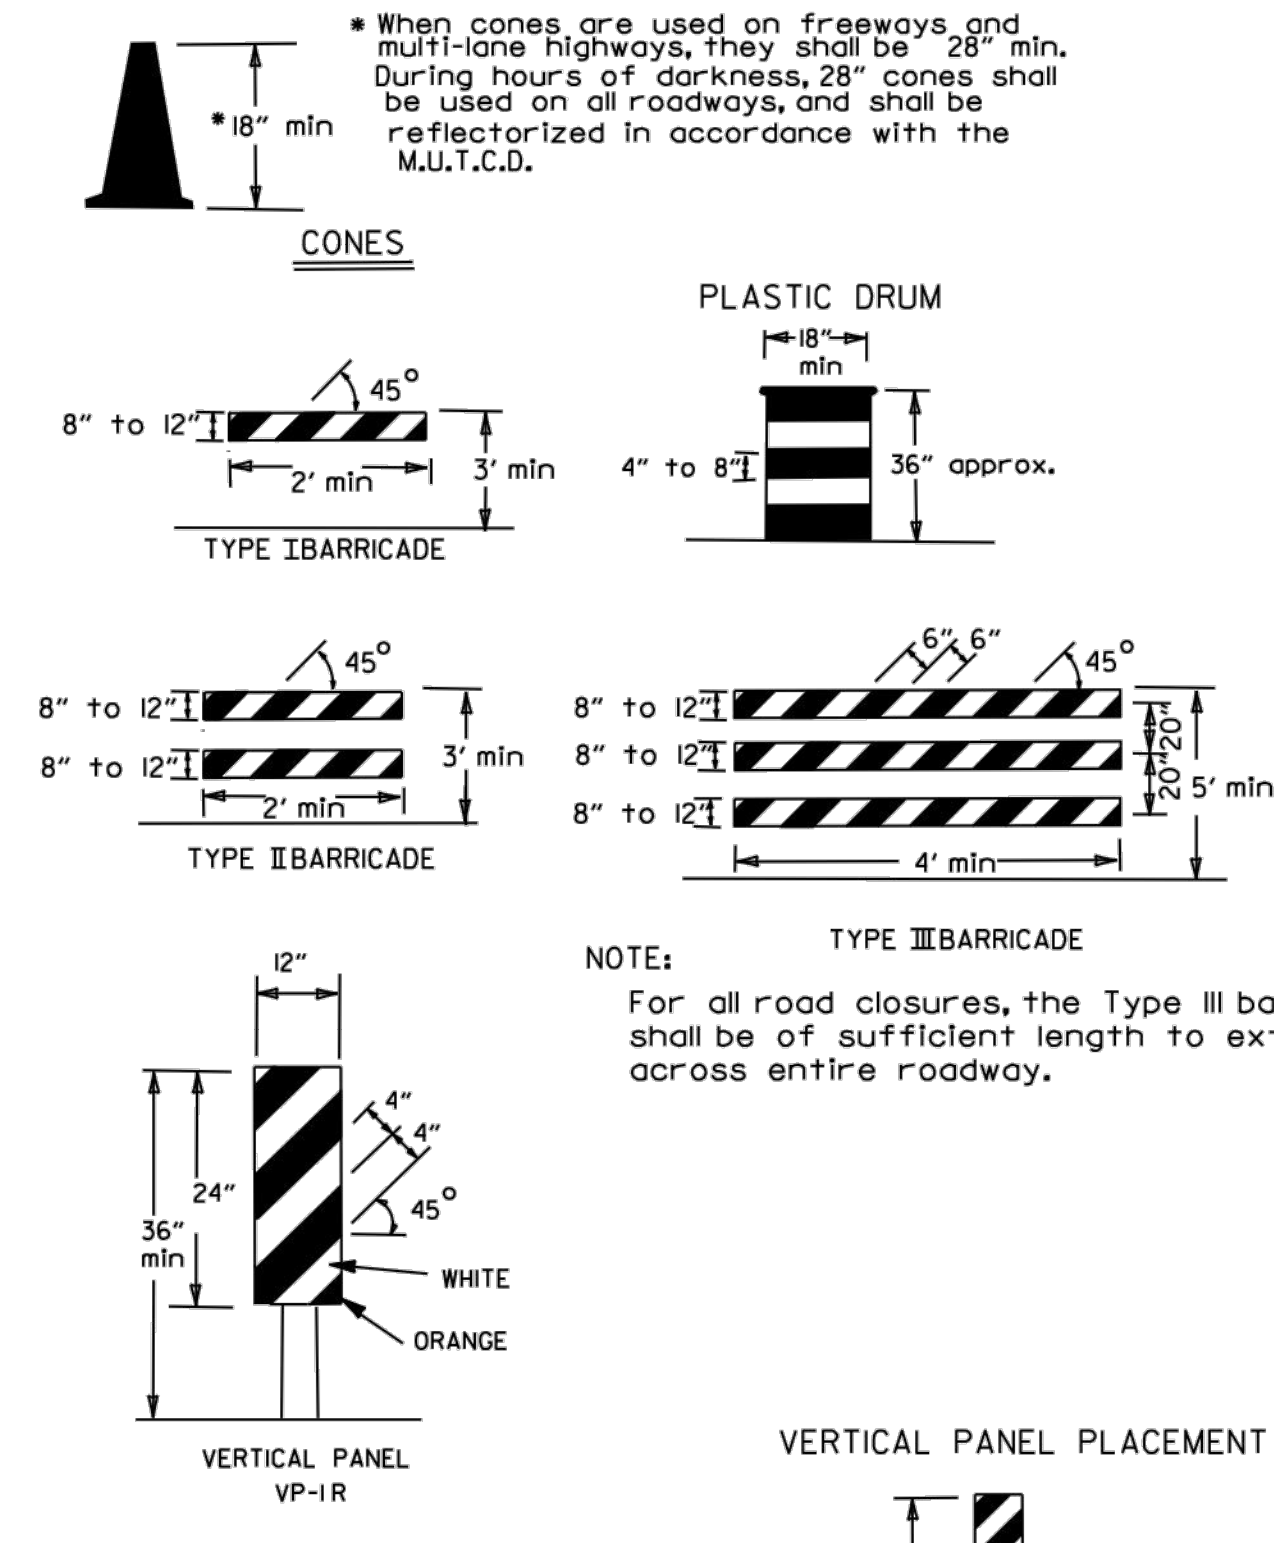 * When cones are used on freeways and
multi-lane highways, they shall be 28" min.
During hours of darkness, 28" cones shall
be used on all roadways, and shall be
reflectorized in accordance with the
M.U.T.C.D.
*18" min
CONES
PLASTIC DRUM
18"
min
4" to 8"
36" approx.
45°
8" to 12"
2' min
3' min
TYPE I BARRICADE
45°
8" to 12"
8" to 12"
2' min
3' min
TYPE II BARRICADE
6" 6"
45°
8" to 12"
8" to 12"
8" to 12"
20"
20"
5' min
4' min
TYPE III BARRICADE
NOTE:
For all road closures, the Type III ba
shall be of sufficient length to ext
across entire roadway.
12"
4"
4"
24"
45°
36"
min
WHITE
ORANGE
VERTICAL PANEL
VP-1R
VERTICAL PANEL PLACEMENT